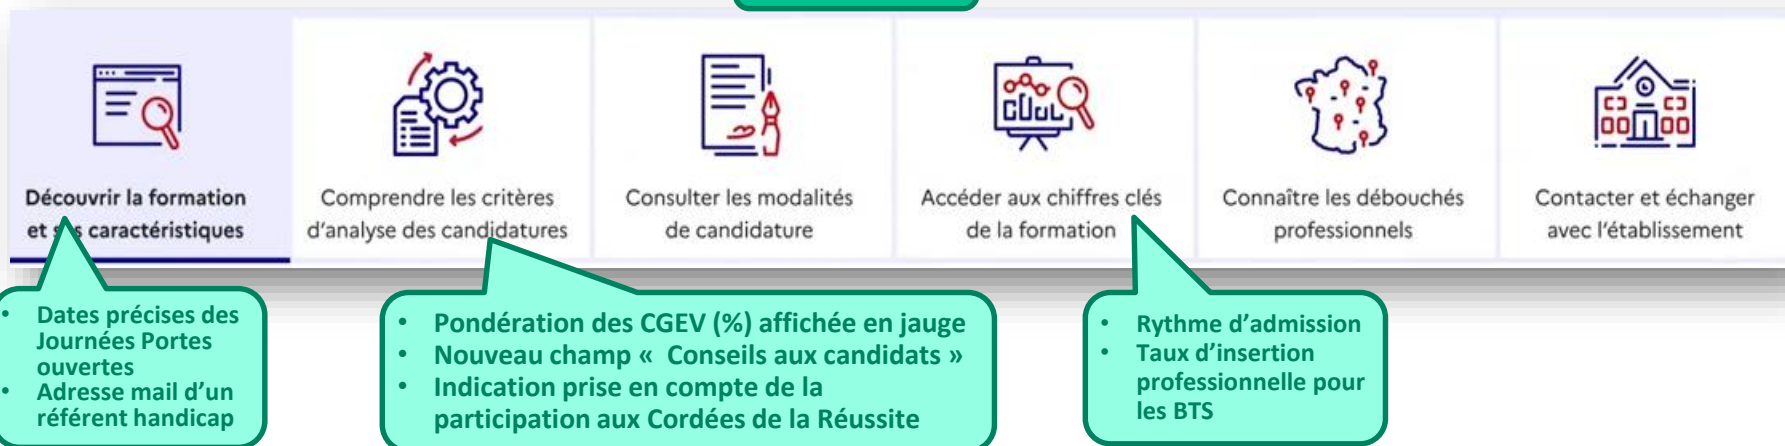 Découvrir la formation
et ses caractéristiques
Comprendre les critères
d'analyse des candidatures
Consulter les modalités
de candidature
Accéder aux chiffres clés
de la formation
Connaître les débouchés
professionnels
Contacter et échanger
avec l'établissement
• Dates précises des
Journées Portes
ouvertes
• Adresse mail d'un
référent handicap
• Pondération des CGEV (%) affichée en jauge
• Nouveau champ « Conseils aux candidats »
• Indication prise en compte de la
participation aux Cordées de la Réussite
• Rythme d'admission
• Taux d'insertion
professionnelle pour
les BTS